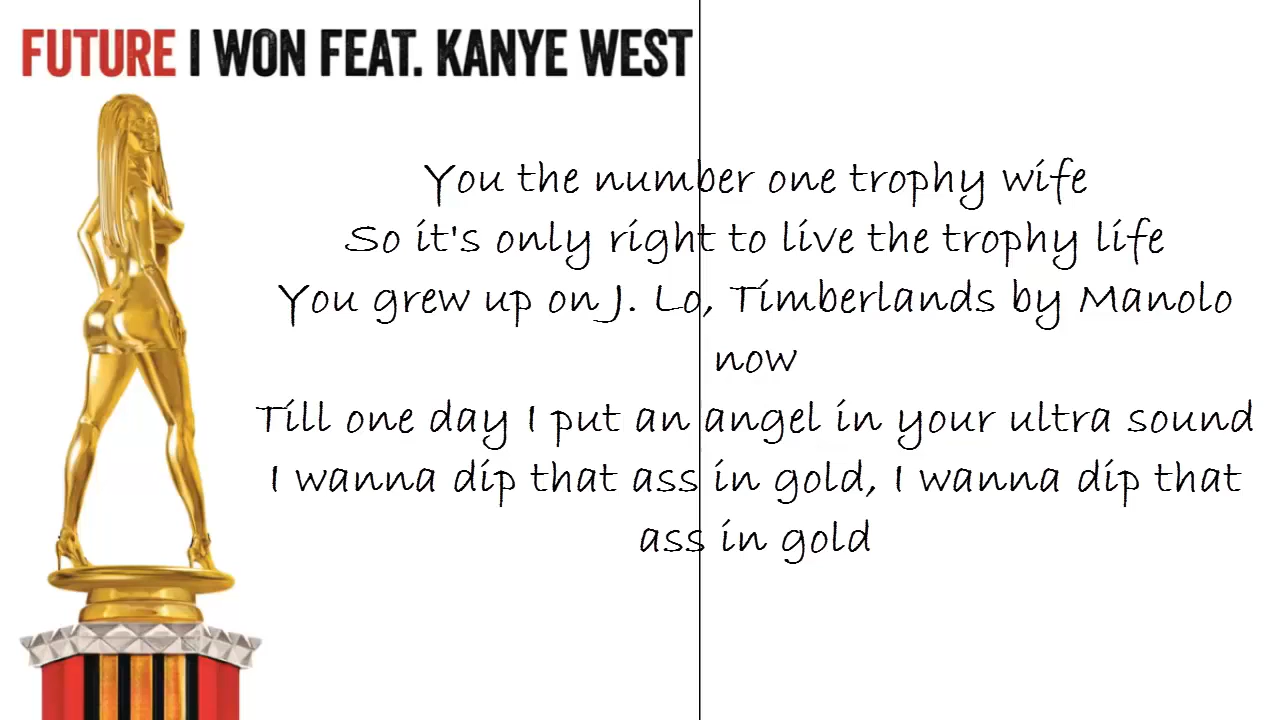 FUTURE I WON FEAT. KANYE WEST
You the number one trophy wife
So it's only right to live the trophy life
You grew up on J. Lo, Timberlands by Manolo
now
Till one day I put an angel in your ultra sound
I wanna dip that ass in gold, I wanna dip that
ass in gold